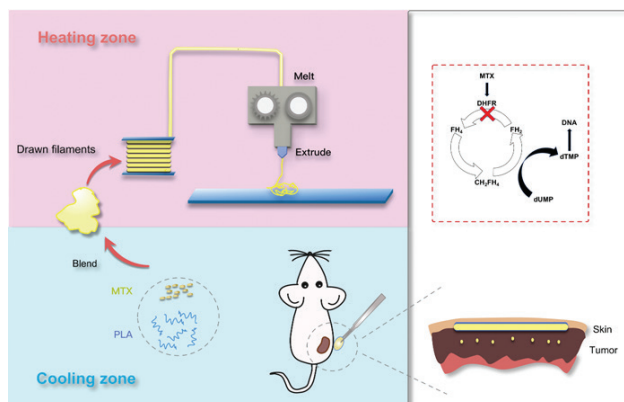 Heating zone
Melt
Drawn filaments
Extrude
Blend
MTX
PLA
Cooling zone
MTX
DHFR
FH4
FH2
CH2FH4
DNA
dTMP
dUMP
Skin
Tumor